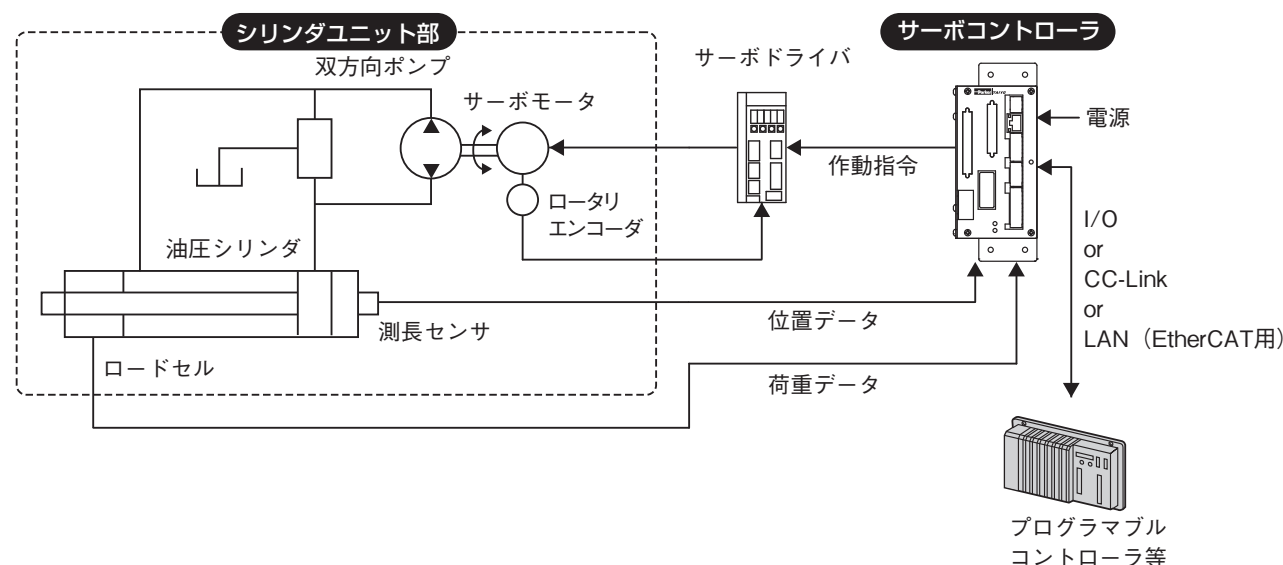 シリンダユニット部
サーボコントローラ
双方向ポンプ
サーボドライバ
サーボモータ
電源
作動指令
ロータリ
エンコーダ
油圧シリンダ
I/O
or
CC-Link
or
LAN（EtherCAT用）
測長センサ
位置データ
ロードセル
荷重データ
プログラマブル
コントローラ等